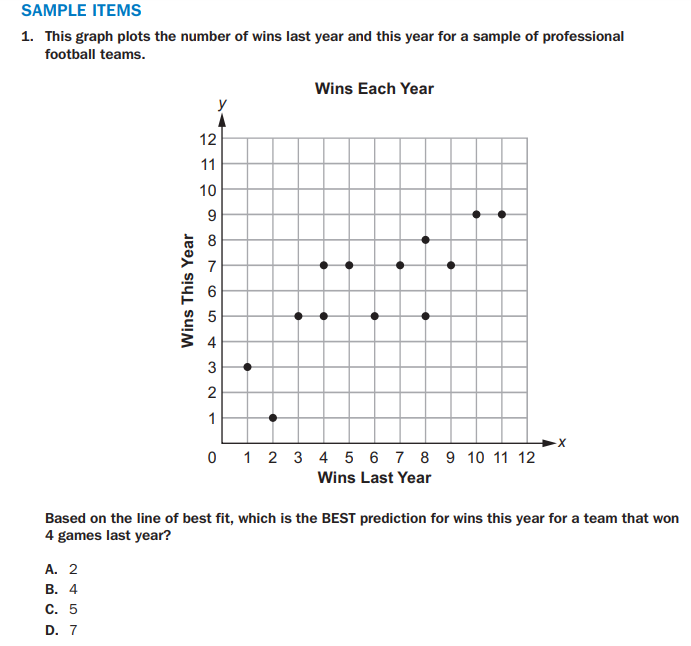 SAMPLE ITEMS
1. This graph plots the number of wins last year and this year for a sample of professional
football teams.
Wins Each Year
y
12
11
10
9
8
7
6
5
4
3
2
1
Wins This Year
x
0 1 2 3 4 5 6 7 8 9 10 11 12
Wins Last Year
Based on the line of best fit, which is the BEST prediction for wins this year for a team that won
4 games last year?
A. 2
B. 4
C. 5
D. 7